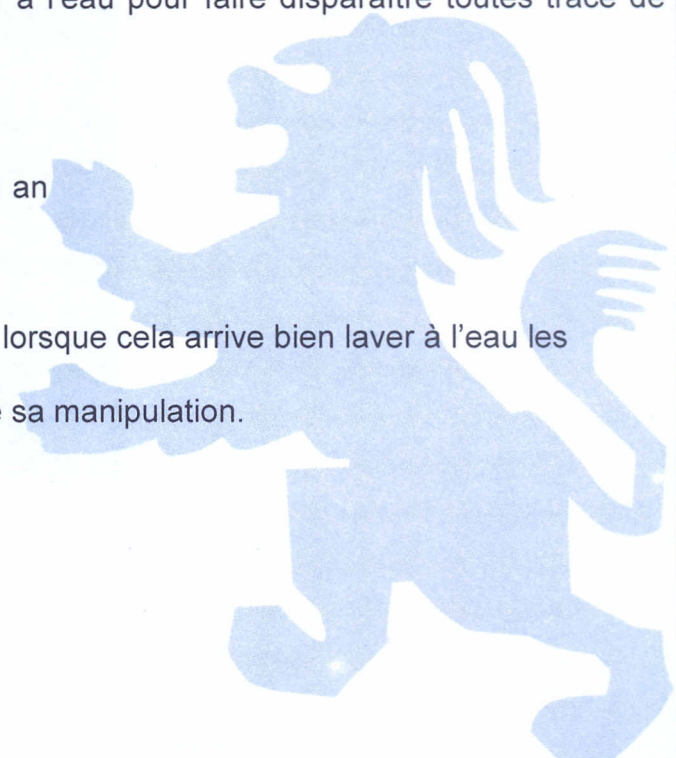 à l'eau pour faire disparaître toutes trace de
an
lorsque cela arrive bien laver à l'eau les
sa manipulation.